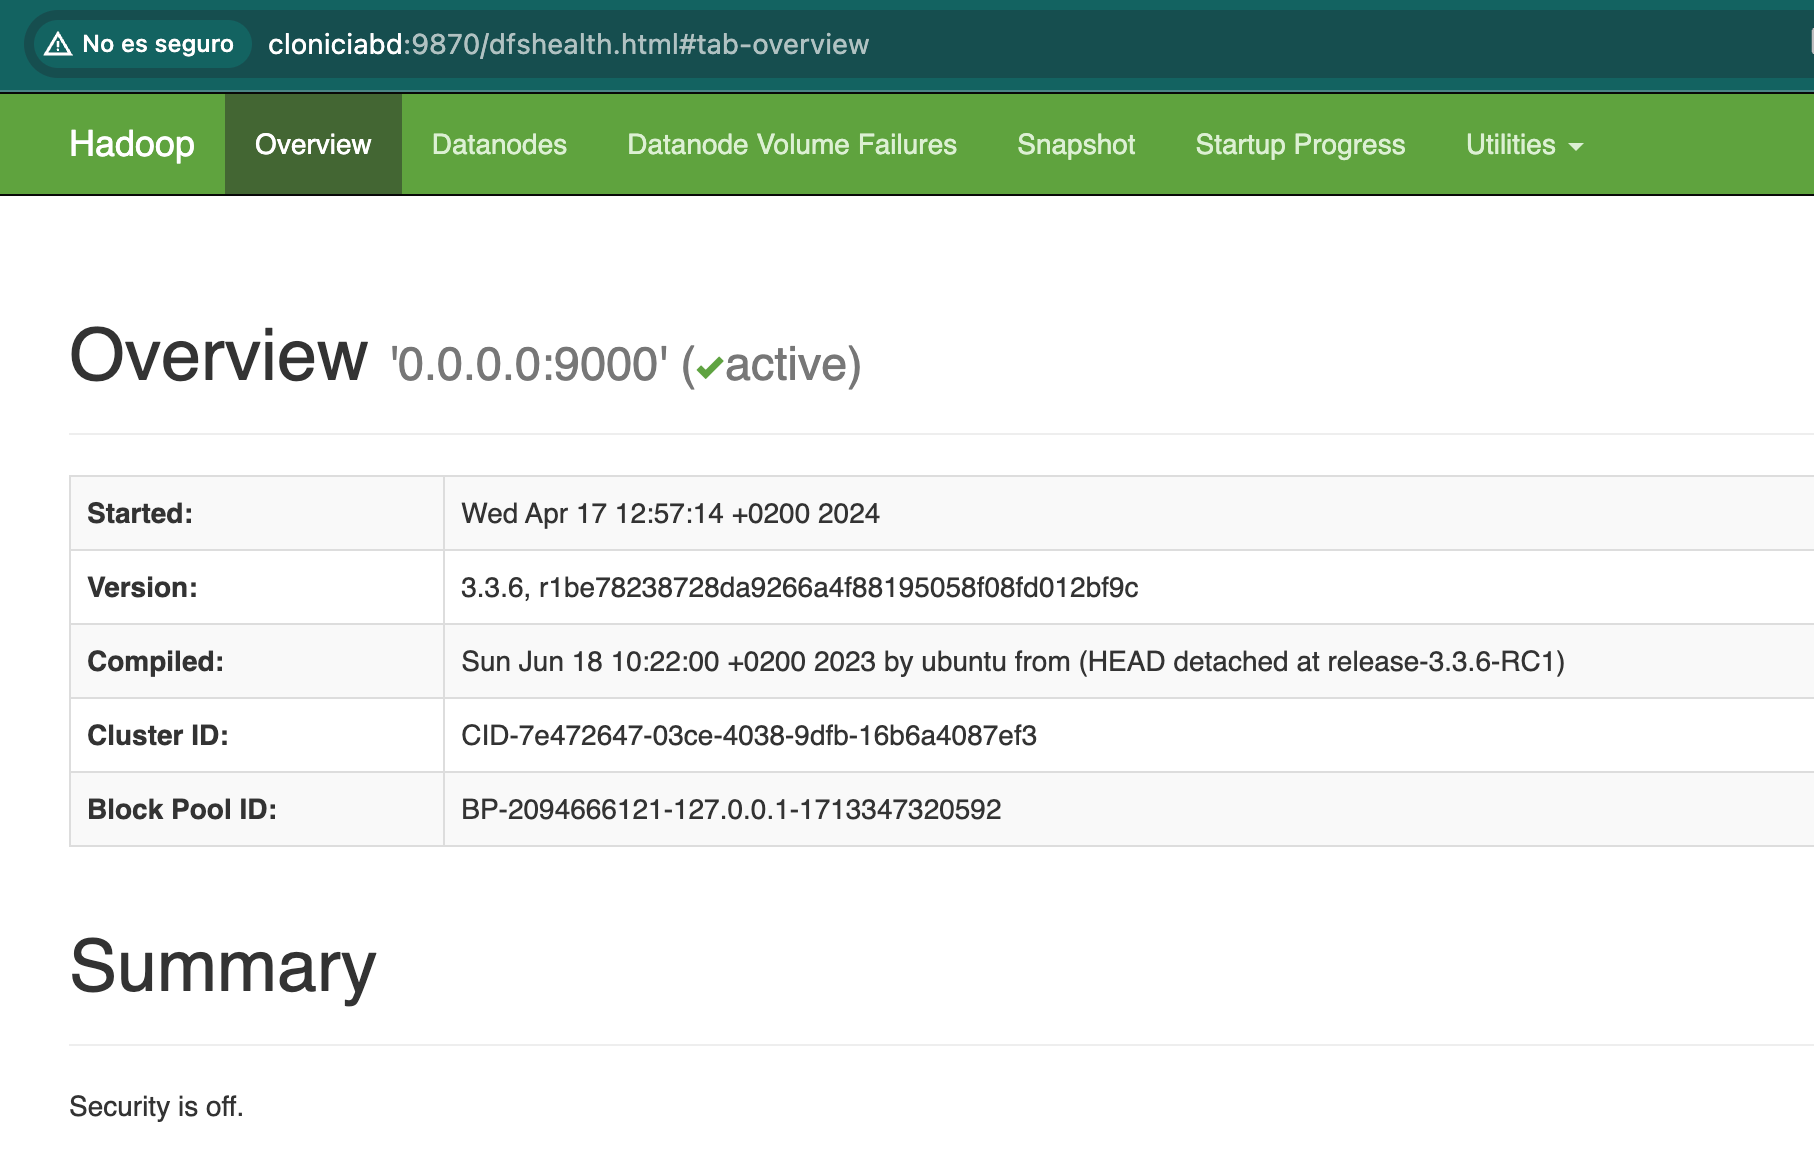 No es seguro cloniciabd:9870/dfshealth.html#tab-overview
Hadoop Overview Datanodes Datanode Volume Failures Snapshot Startup Progress Utilities
Overview '0.0.0.0:9000' (✔active)
Started: Wed Apr 17 12:57:14 +0200 2024
Version: 3.3.6, r1be78238728da9266a4f88195058f08fd012bf9c
Compiled: Sun Jun 18 10:22:00 +0200 2023 by ubuntu from (HEAD detached at release-3.3.6-RC1)
Cluster ID: CID-7e472647-03ce-4038-9dfb-16b6a4087ef3
Block Pool ID: BP-2094666121-127.0.0.1-1713347320592
Summary
Security is off.